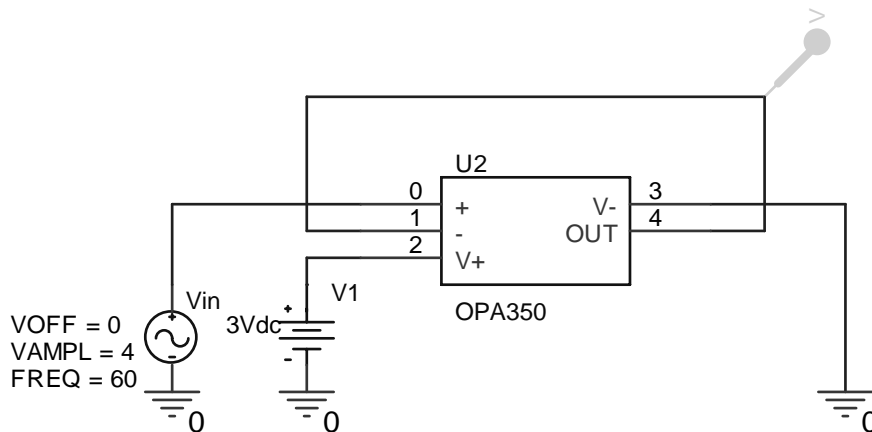 >
U2
0
+
V-
3
1
-
OUT
4
2
V+
Vin
V1
OPA350
+
VOFF = 0
+
3Vdc
VAMPL = 4
-
-
FREQ = 60
0
0
0